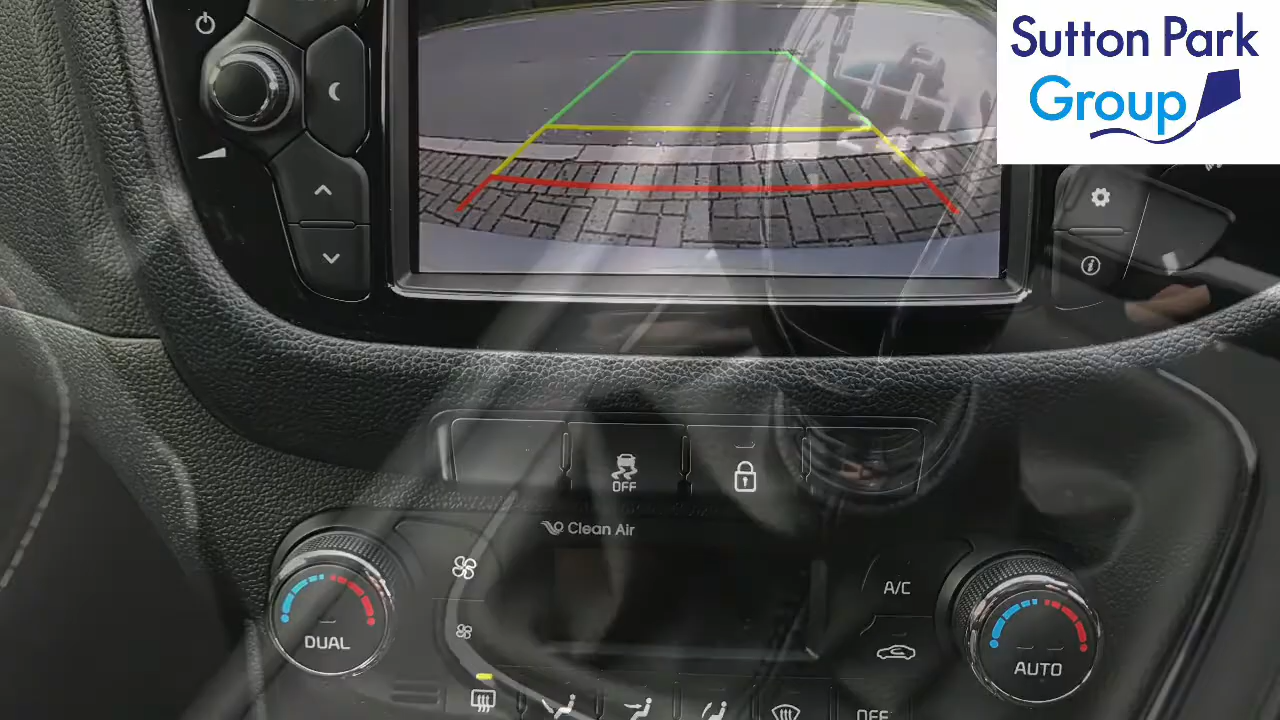 Sutton Park
Group
OFF
Clean Air
A/C
DUAL
AUTO
OFF